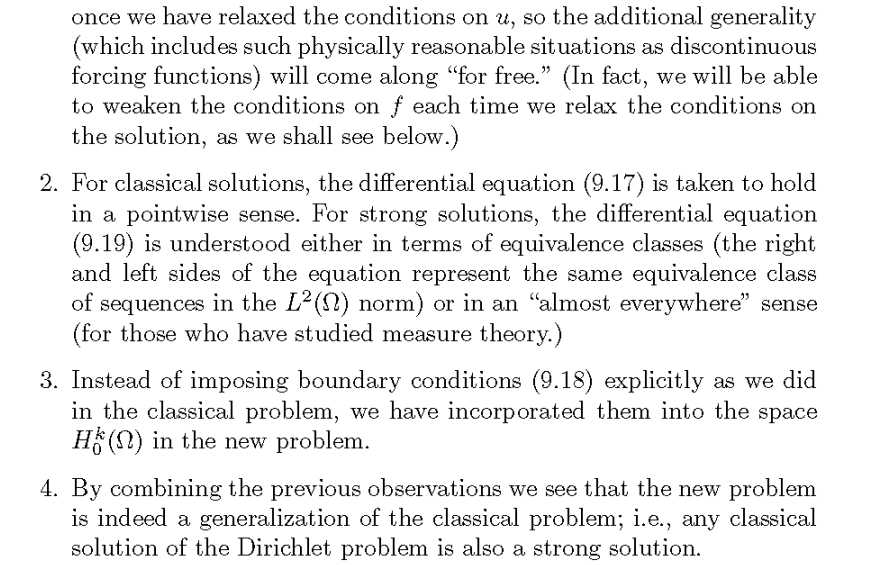 once we have relaxed the conditions on u, so the additional generality
(which includes such physically reasonable situations as discontinuous
forcing functions) will come along “for free.” (In fact, we will be able
to weaken the conditions on f each time we relax the conditions on
the solution, as we shall see below.)
2. For classical solutions, the differential equation (9.17) is taken to hold
in a pointwise sense. For strong solutions, the differential equation
(9.19) is understood either in terms of equivalence classes (the right
and left sides of the equation represent the same equivalence class
of sequences in the L²(Ω) norm) or in an “almost everywhere” sense
(for those who have studied measure theory.)
3. Instead of imposing boundary conditions (9.18) explicitly as we did
in the classical problem, we have incorporated them into the space
H₀ᵏ(Ω) in the new problem.
4. By combining the previous observations we see that the new problem
is indeed a generalization of the classical problem; i.e., any classical
solution of the Dirichlet problem is also a strong solution.